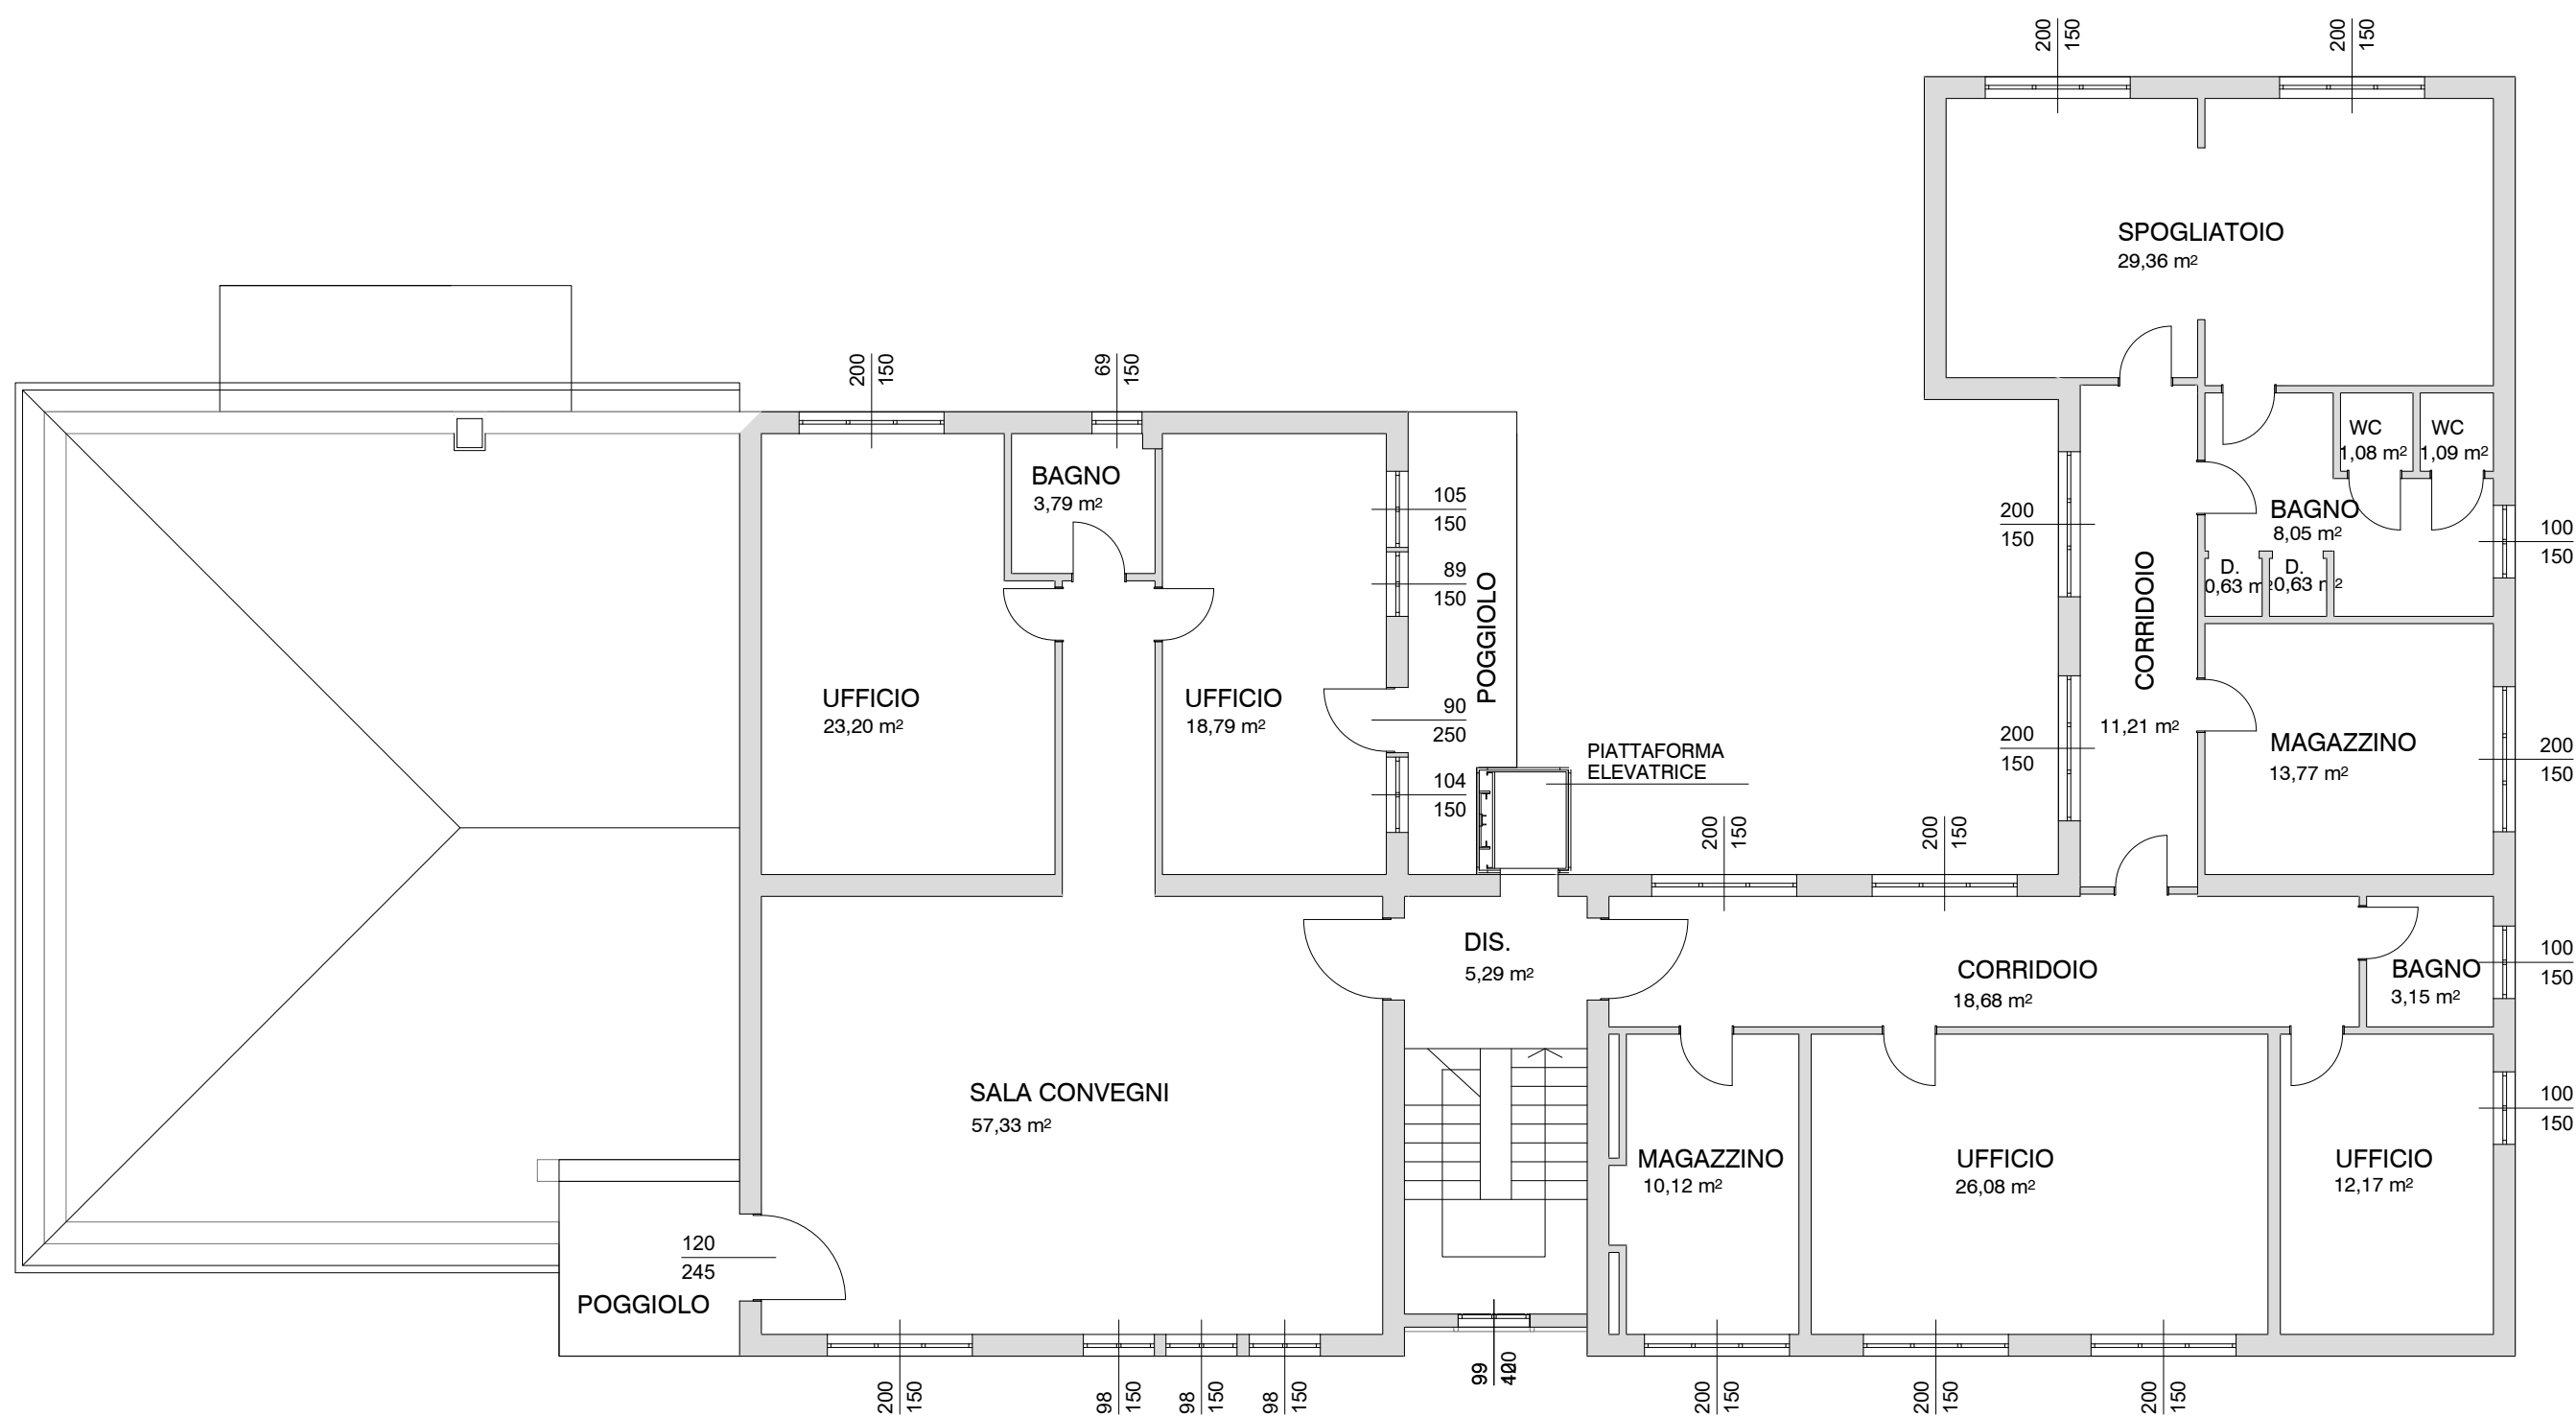 200
150
200
150
SPOGLIATOIO
29,36 m²
200
150
69
150
BAGNO
3,79 m²
105
150
89
150
POGGIOLO
UFFICIO
23,20 m²
UFFICIO
18,79 m²
90
250
104
150
PIATTAFORMA
ELEVATRICE
WC
1,08 m²
WC
1,09 m²
BAGNO
8,05 m²
D.
0,63 m²
D.
0,63 m²
100
150
200
150
CORRIDOIO
11,21 m²
200
150
MAGAZZINO
13,77 m²
200
150
200
150
200
150
DIS.
5,29 m²
CORRIDOIO
18,68 m²
BAGNO
3,15 m²
100
150
100
150
SALA CONVEGNI
57,33 m²
MAGAZZINO
10,12 m²
UFFICIO
26,08 m²
UFFICIO
12,17 m²
120
245
POGGIOLO
200
150
98
150
98
150
98
150
99
200
150
200
150
200
150